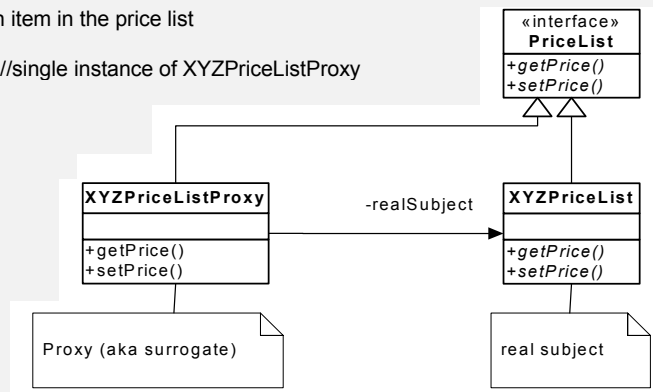 item in the price list
//single instance of XYZPriceListProxy
«interface»
PriceList
+getPrice()
+setPrice()
XYZPriceListProxy
+getPrice()
+setPrice()
-realSubject
XYZPriceList
+getPrice()
+setPrice()
Proxy (aka surrogate)
real subject